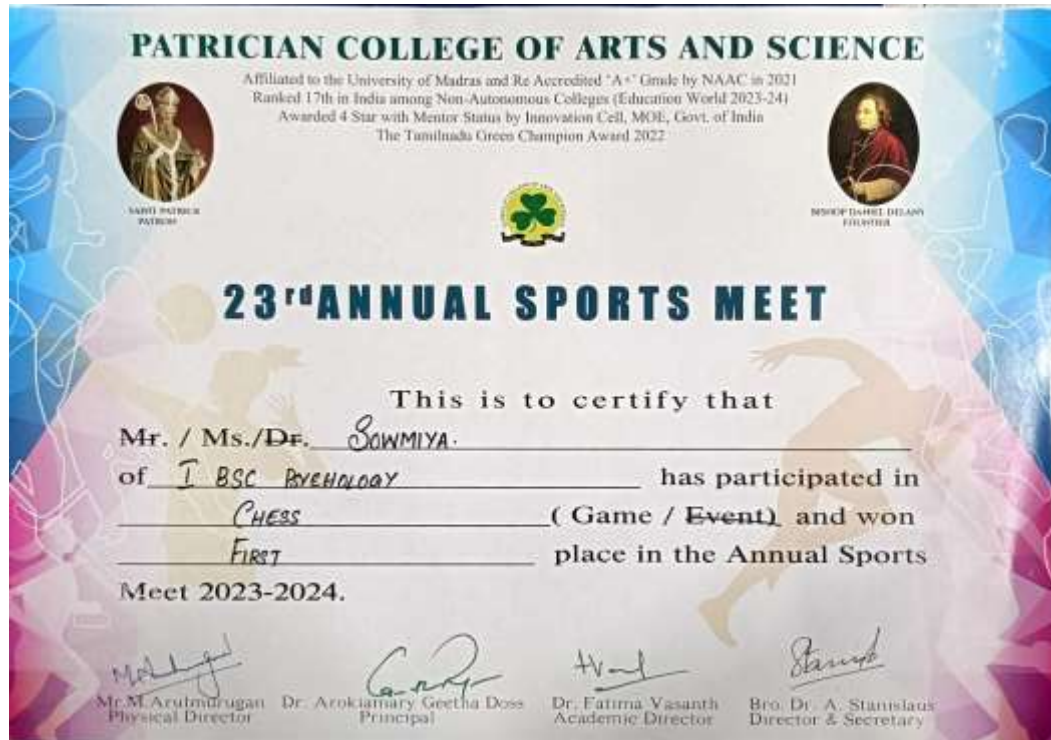 PATRICIAN COLLEGE OF ARTS AND SCIENCE
Affiliated to the University of Madras and Re Accredited 'A+' Grade by NAAC in 2021
Ranked 17th in India among Non-Autonomous Colleges (Education World 2023-24)
Awarded 4 Star with Mentor Status by Innovation Cell, MOE, Govt. of India
The Tamilnadu Green Champion Award 2022
SAINT PATRICK
PATRON
BISHOP DANIEL DELANY
FOUNDER
23rd ANNUAL SPORTS MEET
This is to certify that
Mr. / Ms./Dr. SOWMIYA.
of I BSC PSYCHOLOGY has participated in
CHESS ( Game / Event) and won
FIRST place in the Annual Sports
Meet 2023-2024.
Mr.M.Arulmurugan Dr. Arokiamary Geetha Doss Dr. Fatima Vasanth Bro. Dr. A. Stanislaus
Physical Director Principal Academic Director Director & Secretary